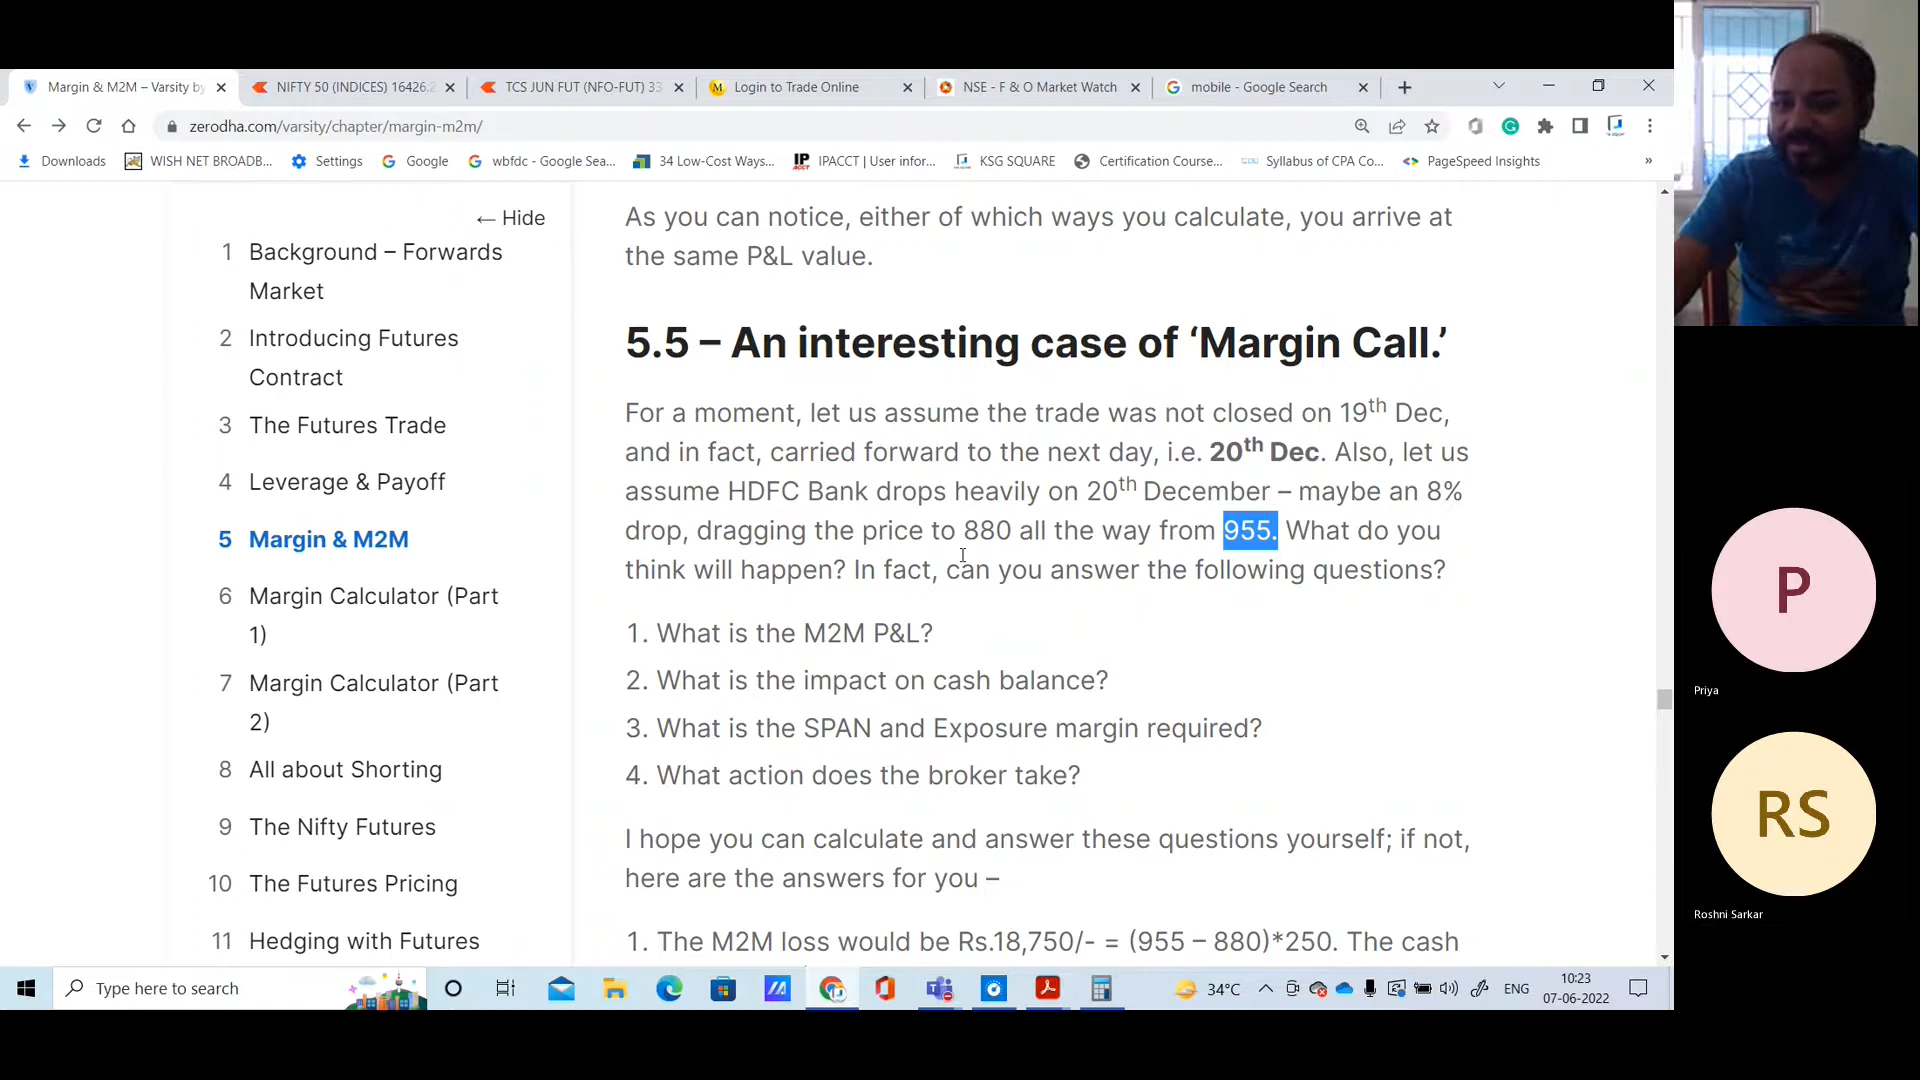 Margin & M2M – Varsity by
NIFTY 50 (INDICES) 16426.2
TCS JUN FUT (NFO-FUT) 33
Login to Trade Online
NSE - F & O Market Watch
mobile - Google Search
zerodha.com/varsity/chapter/margin-m2m/
Downloads
WISH NET BROADB...
Settings
Google
wbfdc - Google Sea...
34 Low-Cost Ways...
IPACCT | User infor...
KSG SQUARE
Certification Course...
Syllabus of CPA Co...
PageSpeed Insights
»
← Hide
1 Background – Forwards
Market
2 Introducing Futures
Contract
3 The Futures Trade
4 Leverage & Payoff
5 Margin & M2M
6 Margin Calculator (Part
1)
7 Margin Calculator (Part
2)
8 All about Shorting
9 The Nifty Futures
10 The Futures Pricing
11 Hedging with Futures
As you can notice, either of which ways you calculate, you arrive at
the same P&L value.
5.5 – An interesting case of ‘Margin Call.’
For a moment, let us assume the trade was not closed on 19th Dec,
and in fact, carried forward to the next day, i.e. 20th Dec. Also, let us
assume HDFC Bank drops heavily on 20th December – maybe an 8%
drop, dragging the price to 880 all the way from 955. What do you
think will happen? In fact, can you answer the following questions?
1. What is the M2M P&L?
2. What is the impact on cash balance?
3. What is the SPAN and Exposure margin required?
4. What action does the broker take?
I hope you can calculate and answer these questions yourself; if not,
here are the answers for you –
1. The M2M loss would be Rs.18,750/- = (955 – 880)*250. The cash
P
Priya
RS
Roshni Sarkar
Type here to search
34°C
ENG
10:23
07-06-2022